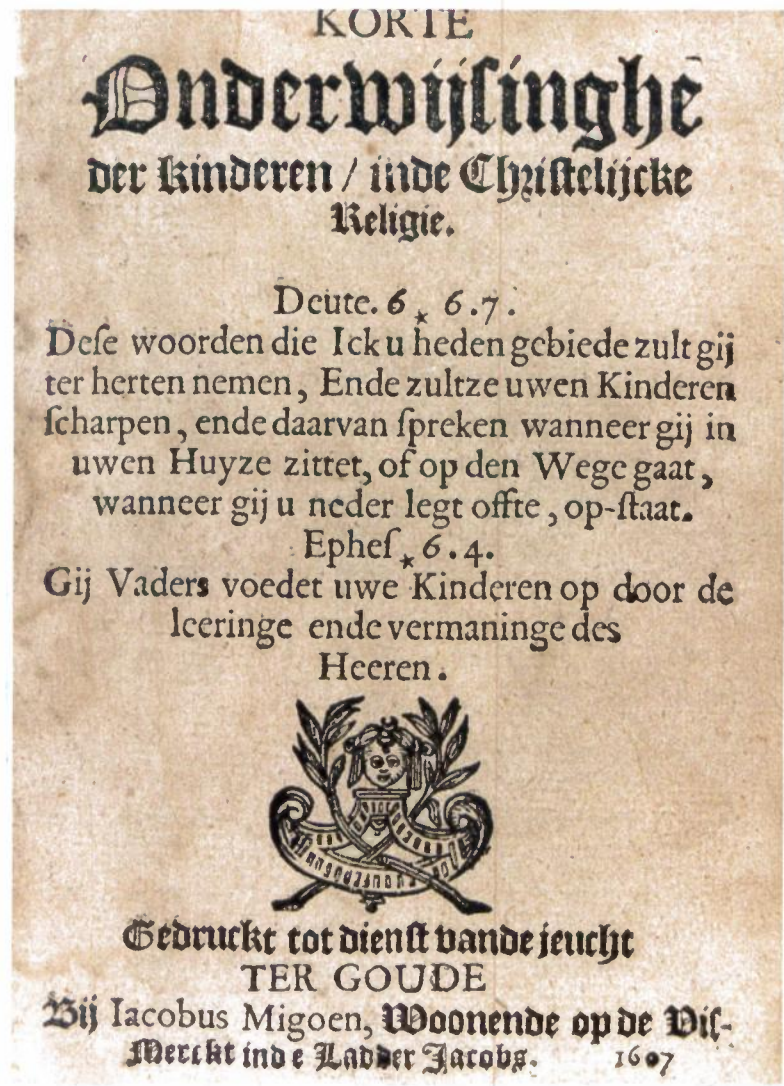 KORTE
Onderwijſinghe
der kinderen / inde Chriſtelijcke
Religie.
Deute. 6 * 6.7.
Deſe woorden die Ick u heden gebiede zult gij
ter herten nemen, Ende zultze uwen Kinderen
ſcharpen, ende daarvan ſpreken wanneer gij in
uwen Huyze zittet, of op den Wege gaat,
wanneer gij u neder legt offte, op-ſtaat.
Epheſ * 6.4.
Gij Vaders voedet uwe Kinderen op door de
leeringe ende vermaninge des
Heeren.
Gedruckt tot dienſt vande jeucht
TER GOUDE
Bij Iacobus Migoen, Woonende op de Viſ-
Merckt in de Ladder Jacobs. 1607